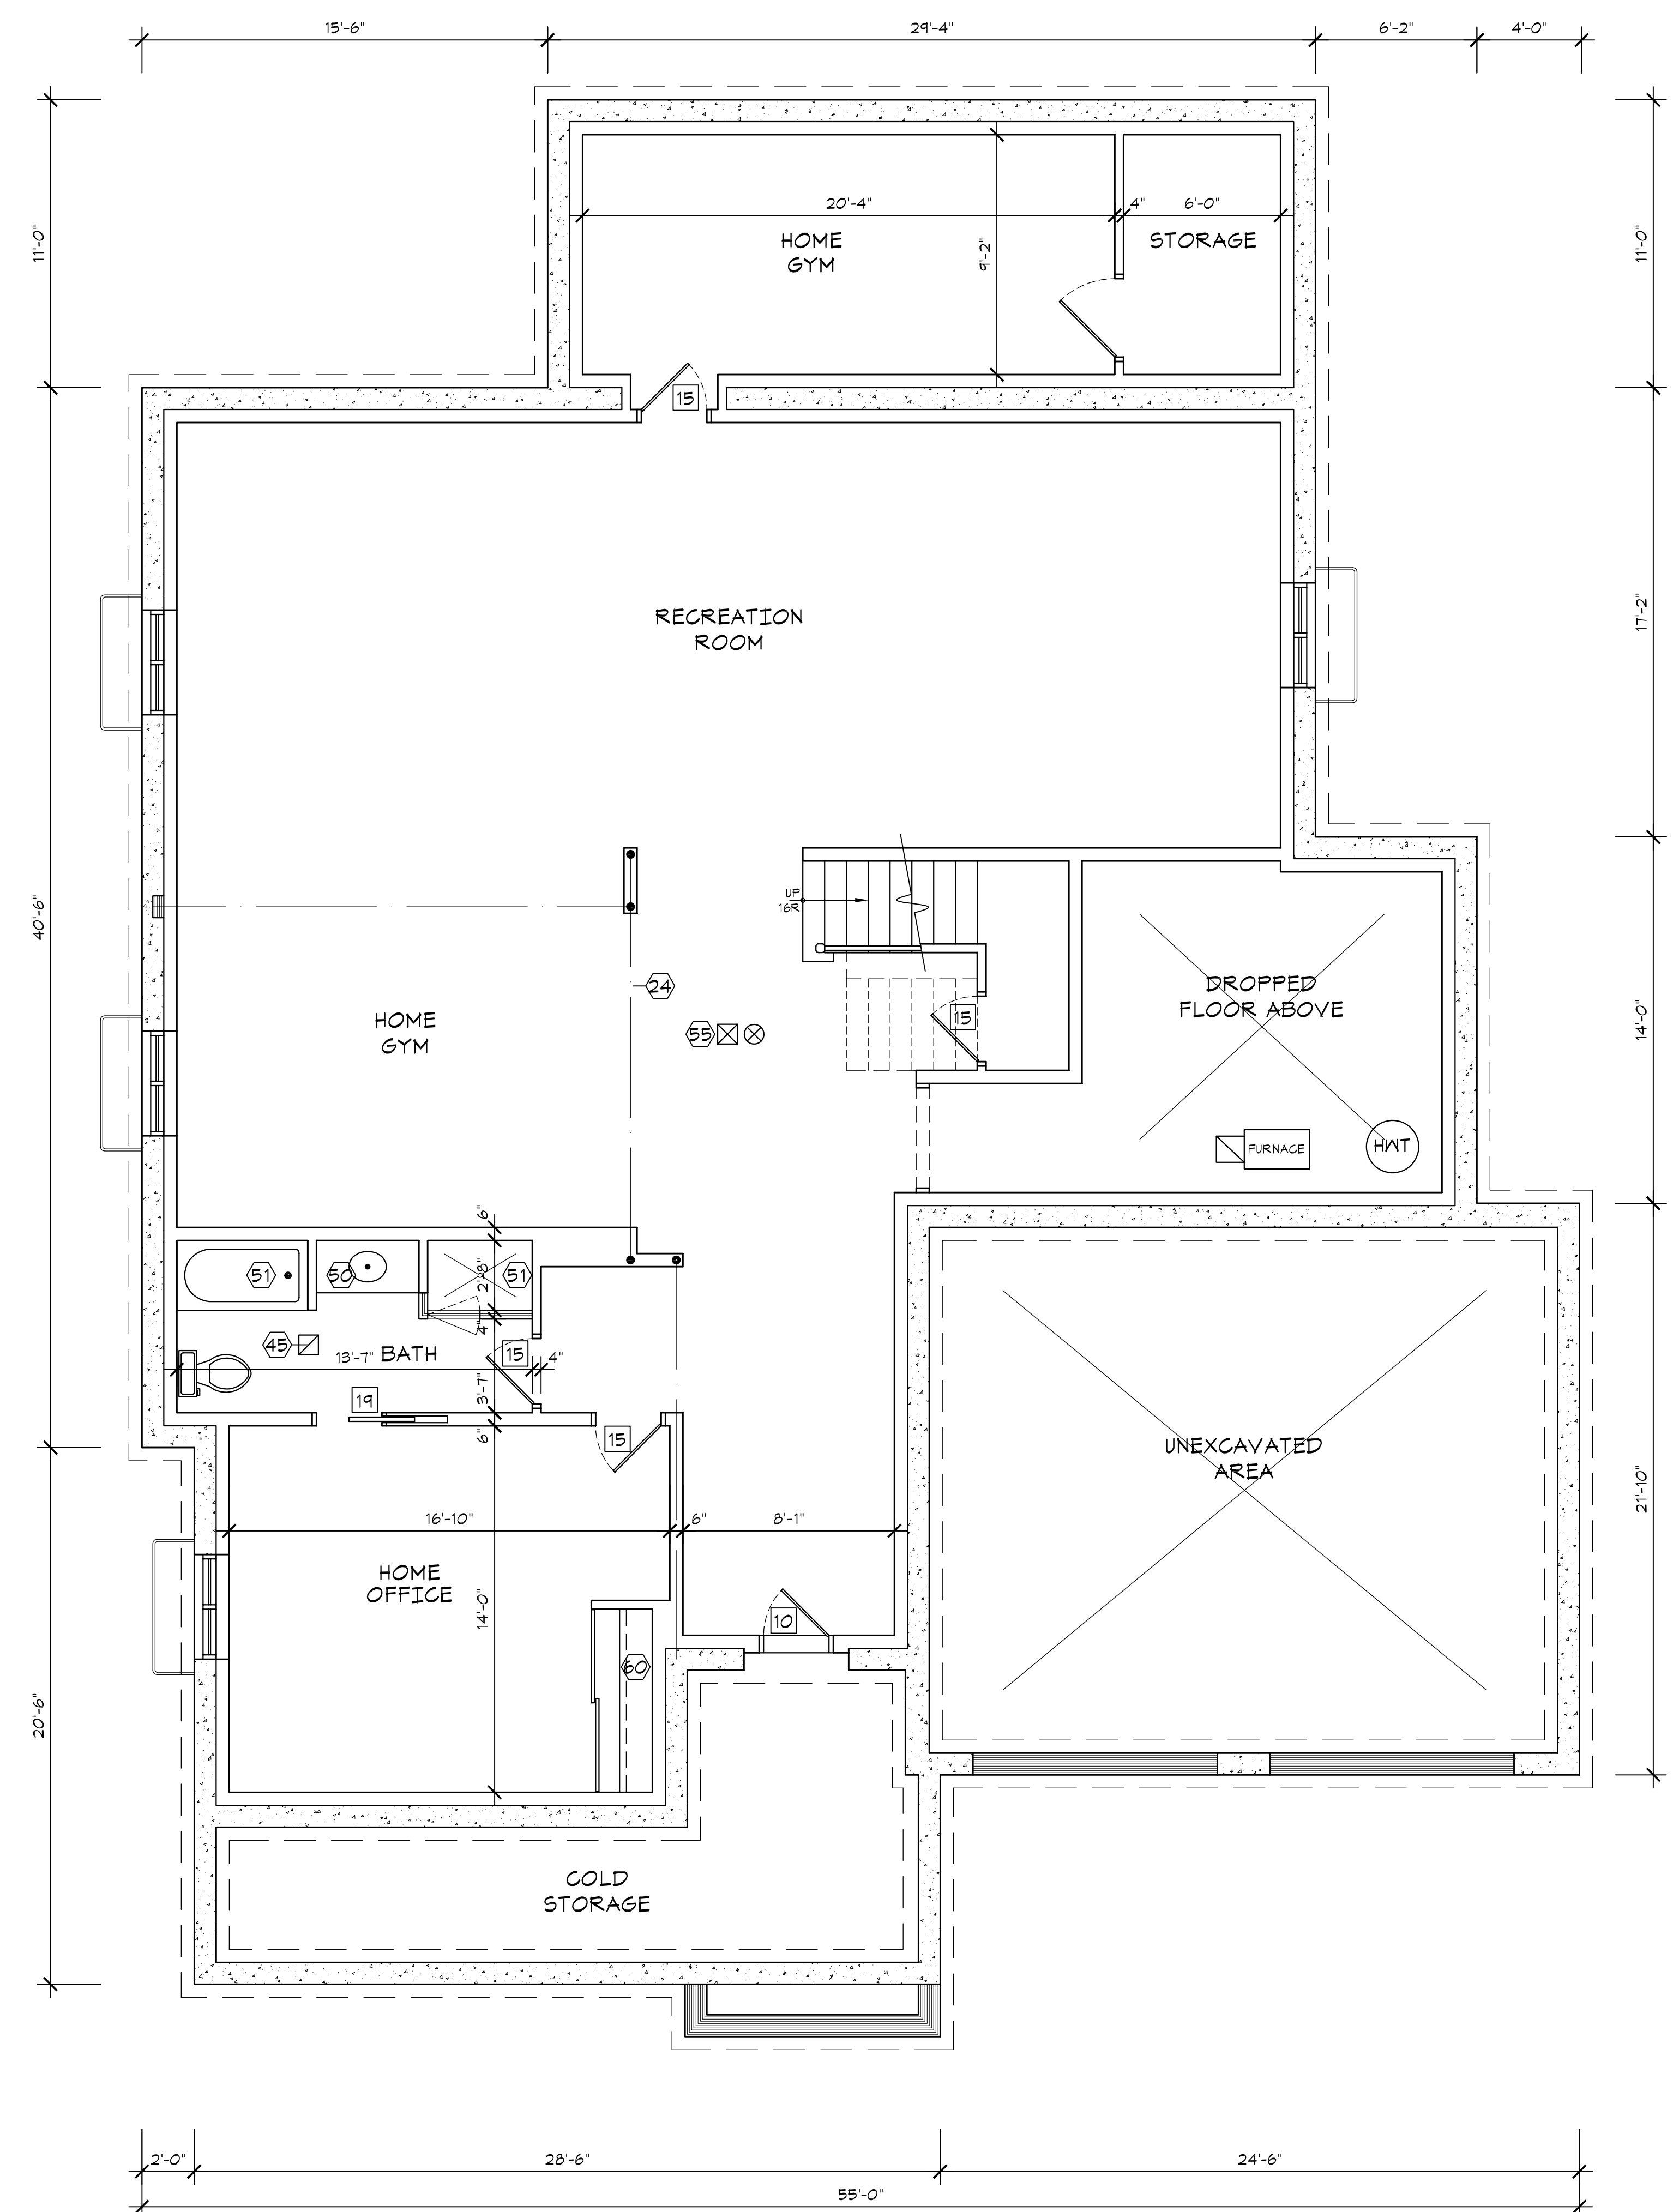 15'-6"
29'-4"
6'-2"
4'-0"
11'-0"
11'-0"
20'-4"
4"
6'-0"
HOME
GYM
9'-2"
STORAGE
15
RECREATION
ROOM
17'-2"
40'-6"
UP
16R
24
HOME
GYM
55
15
DROPPED
FLOOR ABOVE
14'-0"
FURNACE
HWT
6"
51
50
2'-8"
51
4"
45
13'-7"
BATH
15
4"
3'-7"
19
6"
15
UNEXCAVATED
AREA
21'-10"
16'-10"
6"
8'-1"
HOME
OFFICE
14'-0"
10
60
20'-6"
COLD
STORAGE
2'-0"
28'-6"
24'-6"
55'-0"